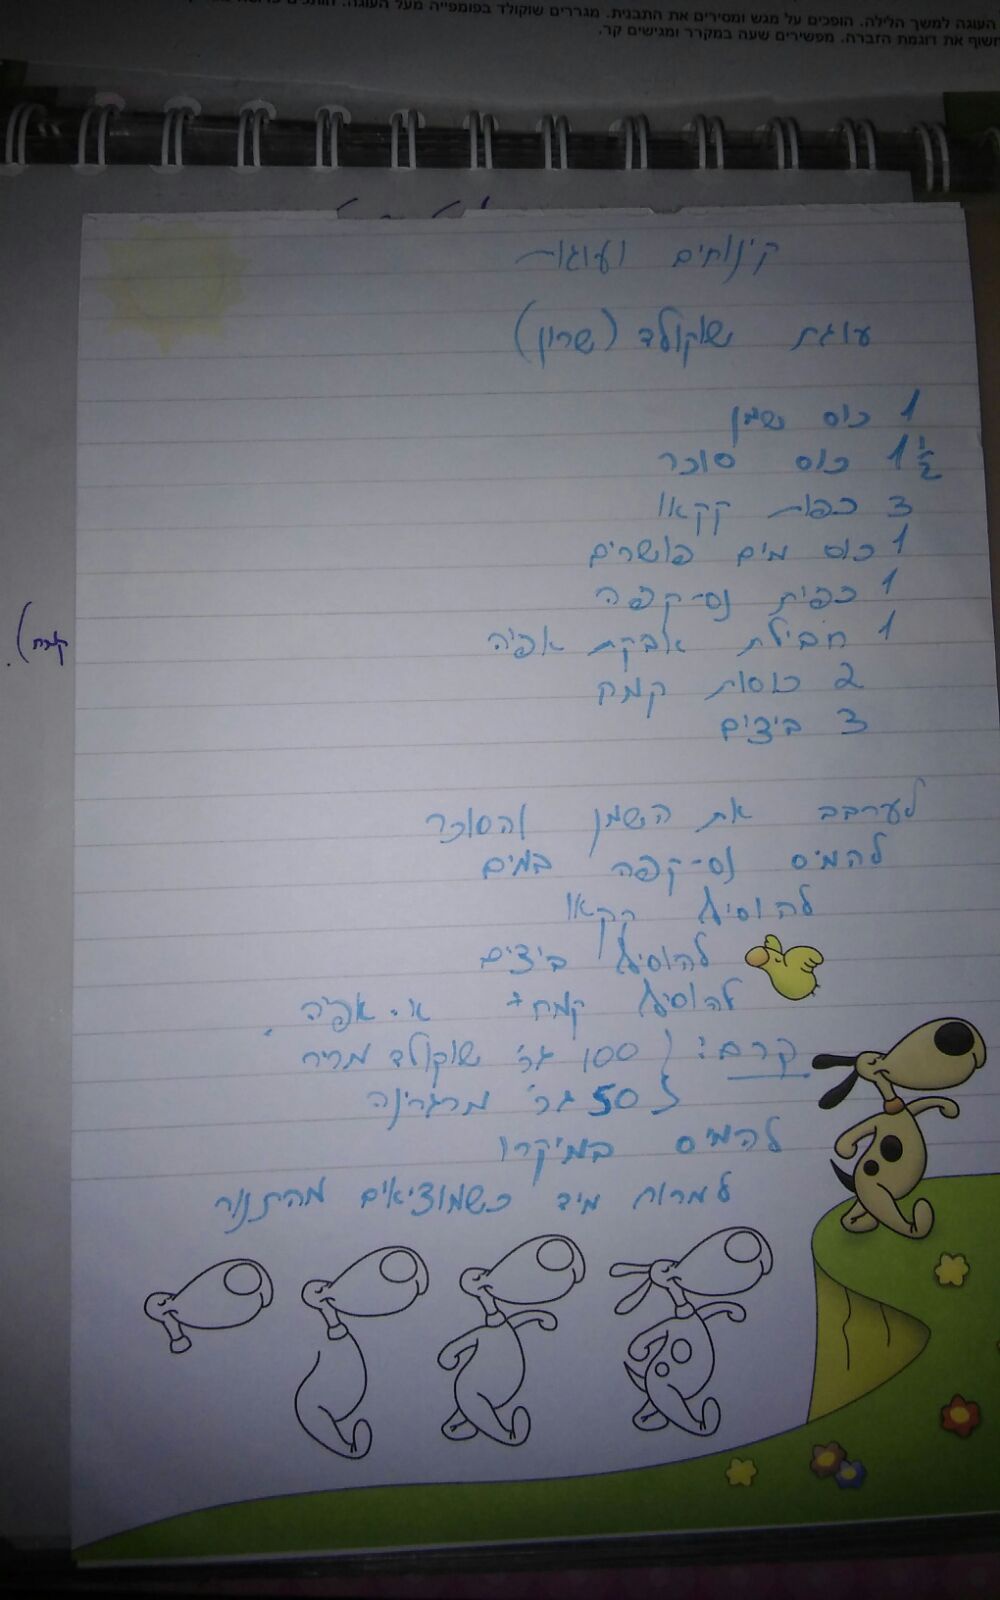 העוגה למשך הלילה. הופכים על מגש ומסירים את התבנית. מגררים שוקולד בפומפייה מעל העוגה.
חשוף את דוגמת הזברה. מפשירים שעה במקרר ומגישים קר.
קינוחים ועוגות
עוגת שוקולד (שרון)
1 כוס שמן
1 1/2 כוס סוכר
3 כפות קקאו
1 כוס מים פושרים
1 כפית נס-קפה
1 חבילת אבקת אפיה
2 כוסות קמח
3 ביצים
קמח)
לערבב את השמן והסוכר
להמיס נס-קפה במים
להוסיף קקאו
להוסיף ביצים
להוסיף קמח + א. אפיה.
קרם: 100 גר' שוקולד מריר
50 גר' מרגרינה
להמיס במיקרו
למרוח מיד כשמוציאים מהתנור